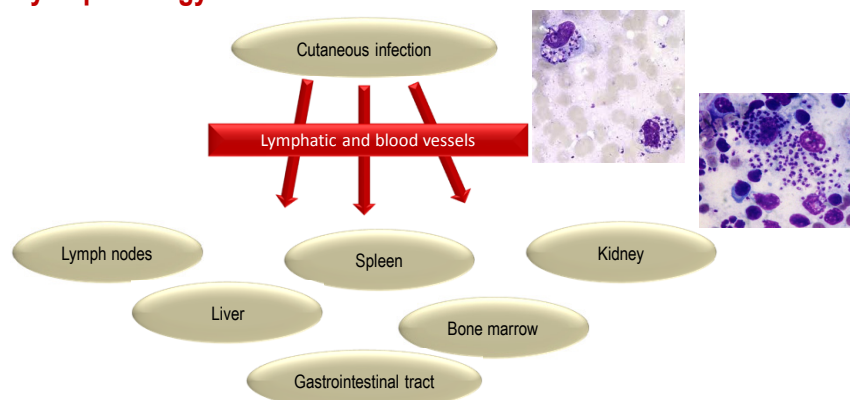 Cutaneous infection
Lymphatic and blood vessels
Lymph nodes
Spleen
Kidney
Liver
Bone marrow
Gastrointestinal tract